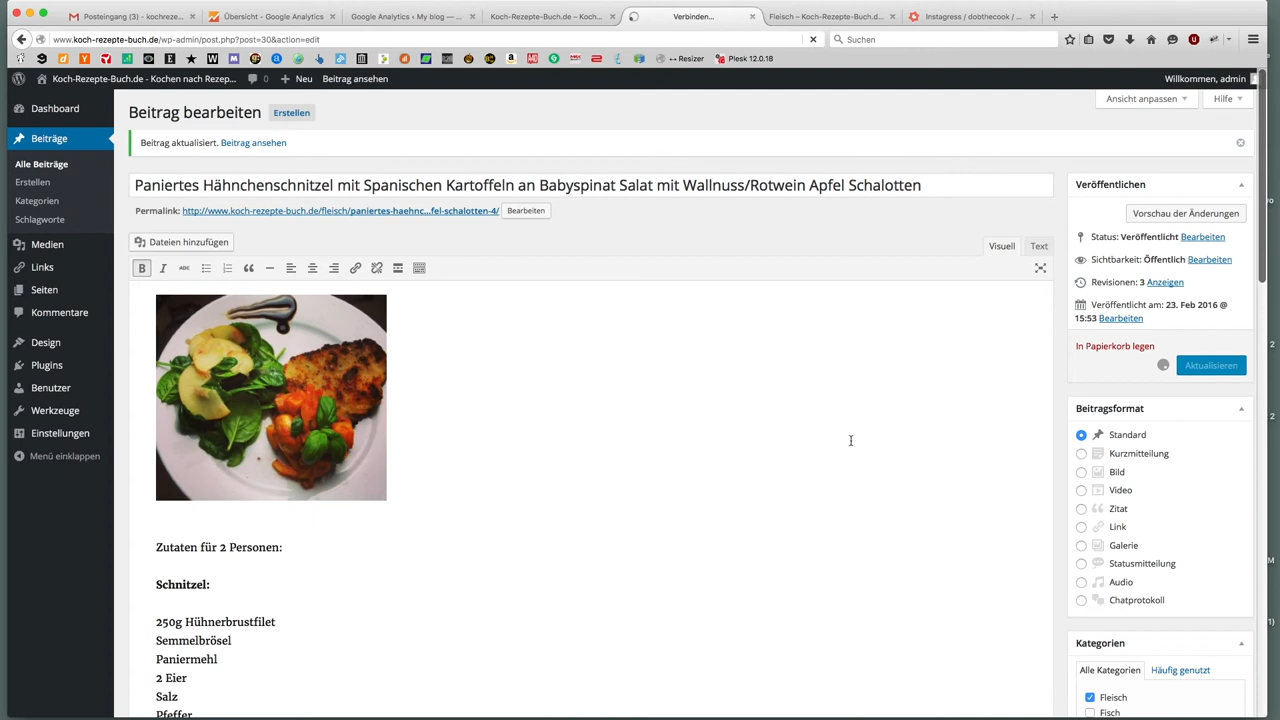 Posteingang (3) - kochreze...
Übersicht - Google Analytics
Google Analytics ‹ My blog —...
Koch-Rezepte-Buch.de – Ko...
Verbinden...
Fleisch – Koch-Rezepte-Buch.d...
Instagress / dobthecook / ...
www.koch-rezepte-buch.de/wp-admin/post.php?post=30&action=edit
Suchen
↔ Resizer
Plesk 12.0.18
Koch-Rezepte-Buch.de - Kochen nach Rezep...
0
Neu
Beitrag ansehen
Willkommen, admin
Dashboard
Beiträge
Alle Beiträge
Erstellen
Kategorien
Schlagworte
Medien
Links
Seiten
Kommentare
Design
Plugins
Benutzer
Werkzeuge
Einstellungen
Menü einklappen
Beitrag bearbeiten
Erstellen
Ansicht anpassen
Hilfe
Beitrag aktualisiert. Beitrag ansehen
Paniertes Hähnchenschnitzel mit Spanischen Kartoffeln an Babyspinat Salat mit Wallnuss/Rotwein Apfel Schalotten
Permalink: http://www.koch-rezepte-buch.de/fleisch/paniertes-haehnc...fel-schalotten-4/
Bearbeiten
Dateien hinzufügen
Visuell
Text
B I ABC
Zutaten für 2 Personen:
Schnitzel:
250g Hühnerbrustfilet
Semmelbrösel
Paniermehl
2 Eier
Salz
Pfeffer
Veröffentlichen
Vorschau der Änderungen
Status: Veröffentlicht Bearbeiten
Sichtbarkeit: Öffentlich Bearbeiten
Revisionen: 3 Anzeigen
Veröffentlicht am: 23. Feb 2016 @
15:53 Bearbeiten
In Papierkorb legen
Aktualisieren
Beitragsformat
Standard
Kurzmitteilung
Bild
Video
Zitat
Link
Galerie
Statusmitteilung
Audio
Chatprotokoll
Kategorien
Alle Kategorien
Häufig genutzt
Fleisch
Fisch